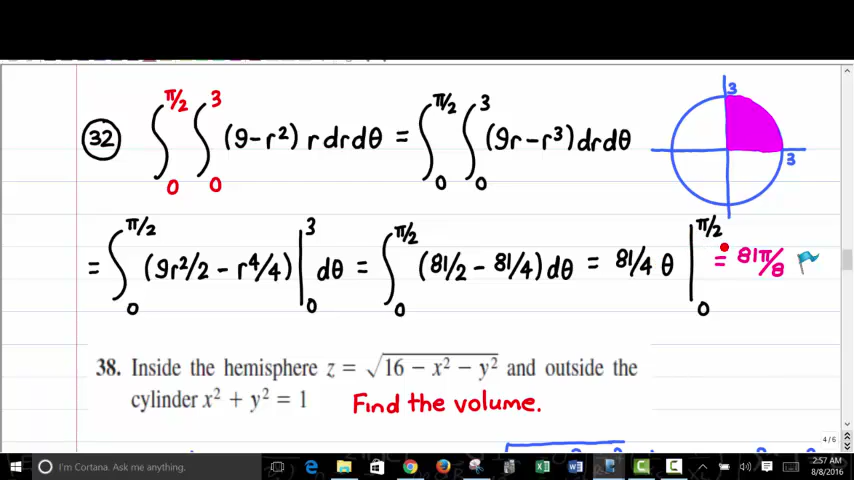 32 ∫₀^{π/2} ∫₀^3 (9-r²) r dr dθ = ∫₀^{π/2} ∫₀^3 (9r-r³) dr dθ
3
3
= ∫₀^{π/2} (9r²/2 - r⁴/4) |₀^3 dθ = ∫₀^{π/2} (81/2 - 81/4) dθ = 81/4 θ |₀^{π/2} = 81π/8
38. Inside the hemisphere z = √(16 − x² − y²) and outside the
cylinder x² + y² = 1 Find the volume.
4/6
I'm Cortana. Ask me anything.
2:57 AM
8/8/2016